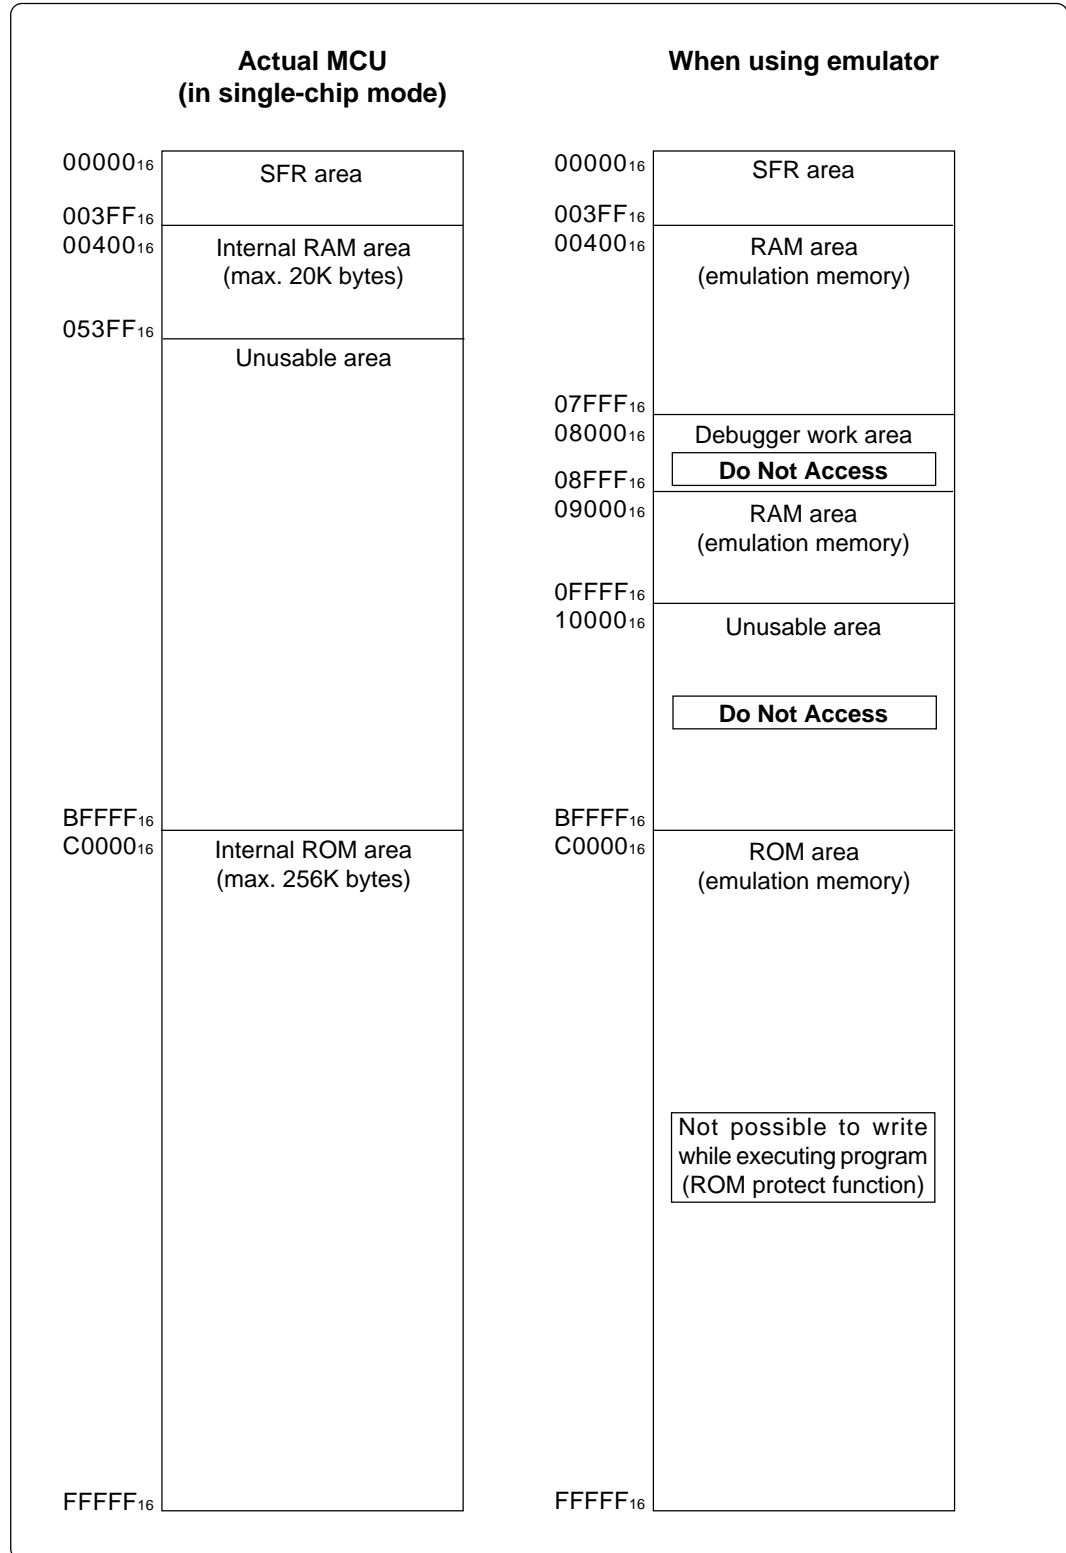 Actual MCU
(in single-chip mode)
00000₁₆
SFR area
003FF₁₆
00400₁₆
Internal RAM area
(max. 20K bytes)
053FF₁₆
Unusable area
BFFFF₁₆
C0000₁₆
Internal ROM area
(max. 256K bytes)
FFFFF₁₆
When using emulator
00000₁₆
SFR area
003FF₁₆
00400₁₆
RAM area
(emulation memory)
07FFF₁₆
08000₁₆
Debugger work area
Do Not Access
08FFF₁₆
09000₁₆
RAM area
(emulation memory)
0FFFF₁₆
10000₁₆
Unusable area
Do Not Access
BFFFF₁₆
C0000₁₆
ROM area
(emulation memory)
Not possible to write
while executing program
(ROM protect function)
FFFFF₁₆